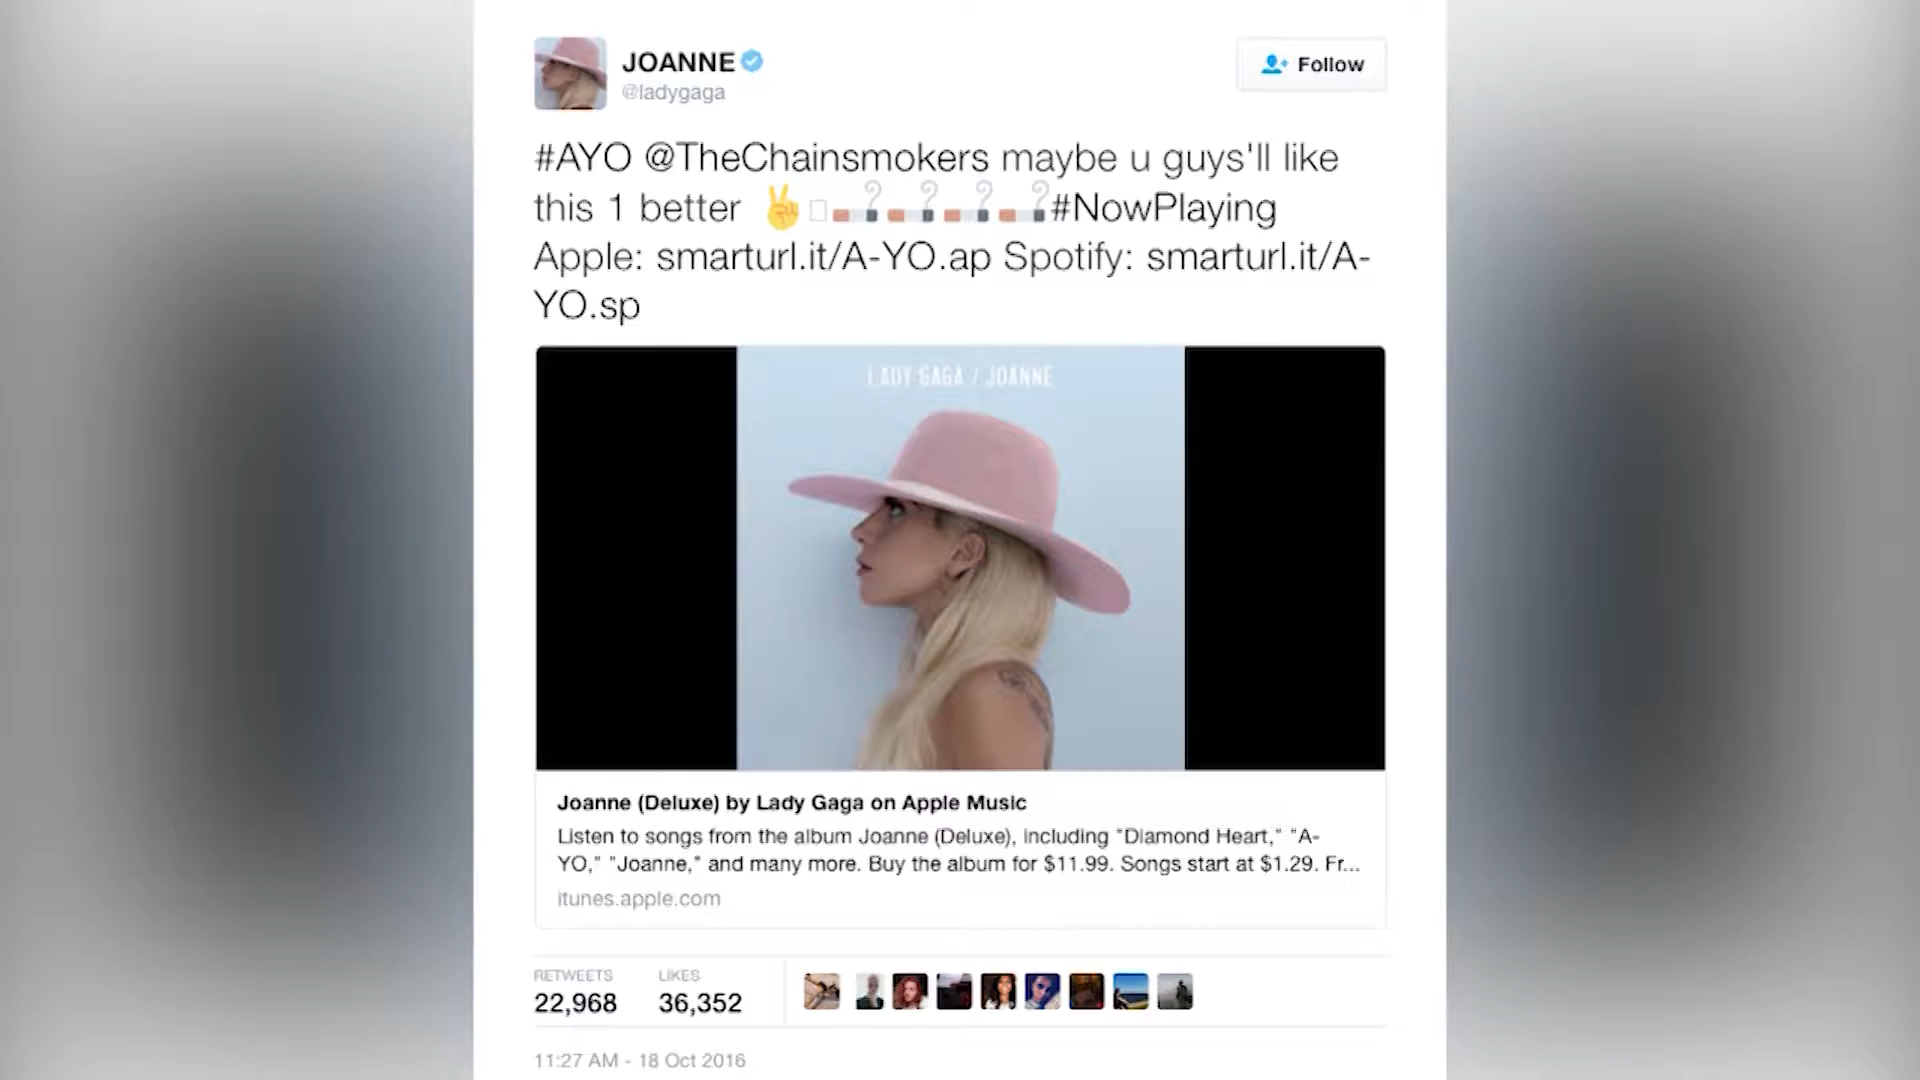 JOANNE
@ladygaga
Follow
#AYO @TheChainsmokers maybe u guys'll like
this 1 better ✌️🚬🚬🚬🚬#NowPlaying
Apple: smarturl.it/A-YO.ap Spotify: smarturl.it/A-
YO.sp
LADY GAGA / JOANNE
Joanne (Deluxe) by Lady Gaga on Apple Music
Listen to songs from the album Joanne (Deluxe), including "Diamond Heart," "A-
YO," "Joanne," and many more. Buy the album for $11.99. Songs start at $1.29. Fr...
itunes.apple.com
RETWEETS LIKES
22,968 36,352
11:27 AM - 18 Oct 2016